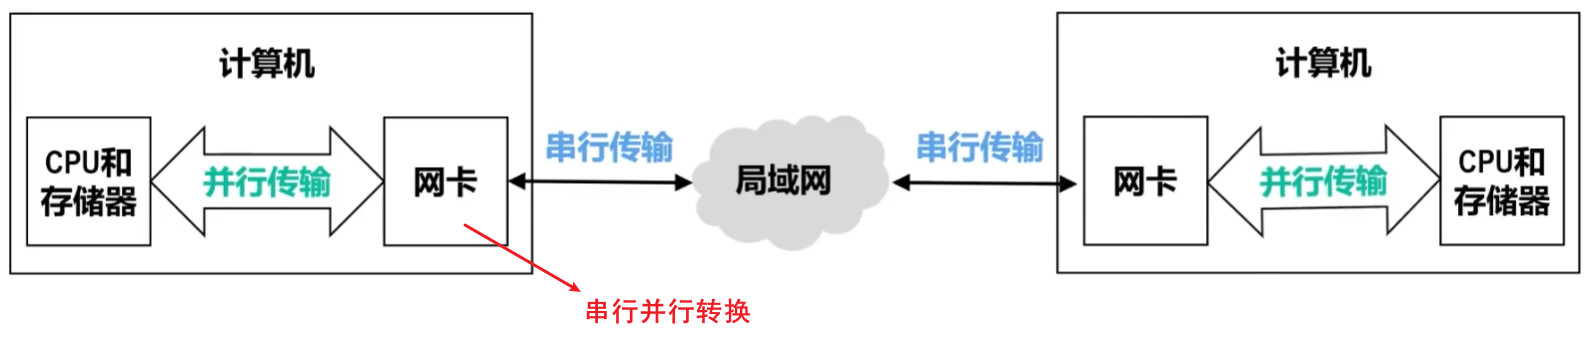 计算机
CPU和
存储器
并行传输
网卡
串行传输
局域网
串行传输
计算机
网卡
并行传输
CPU和
存储器
串行并行转换